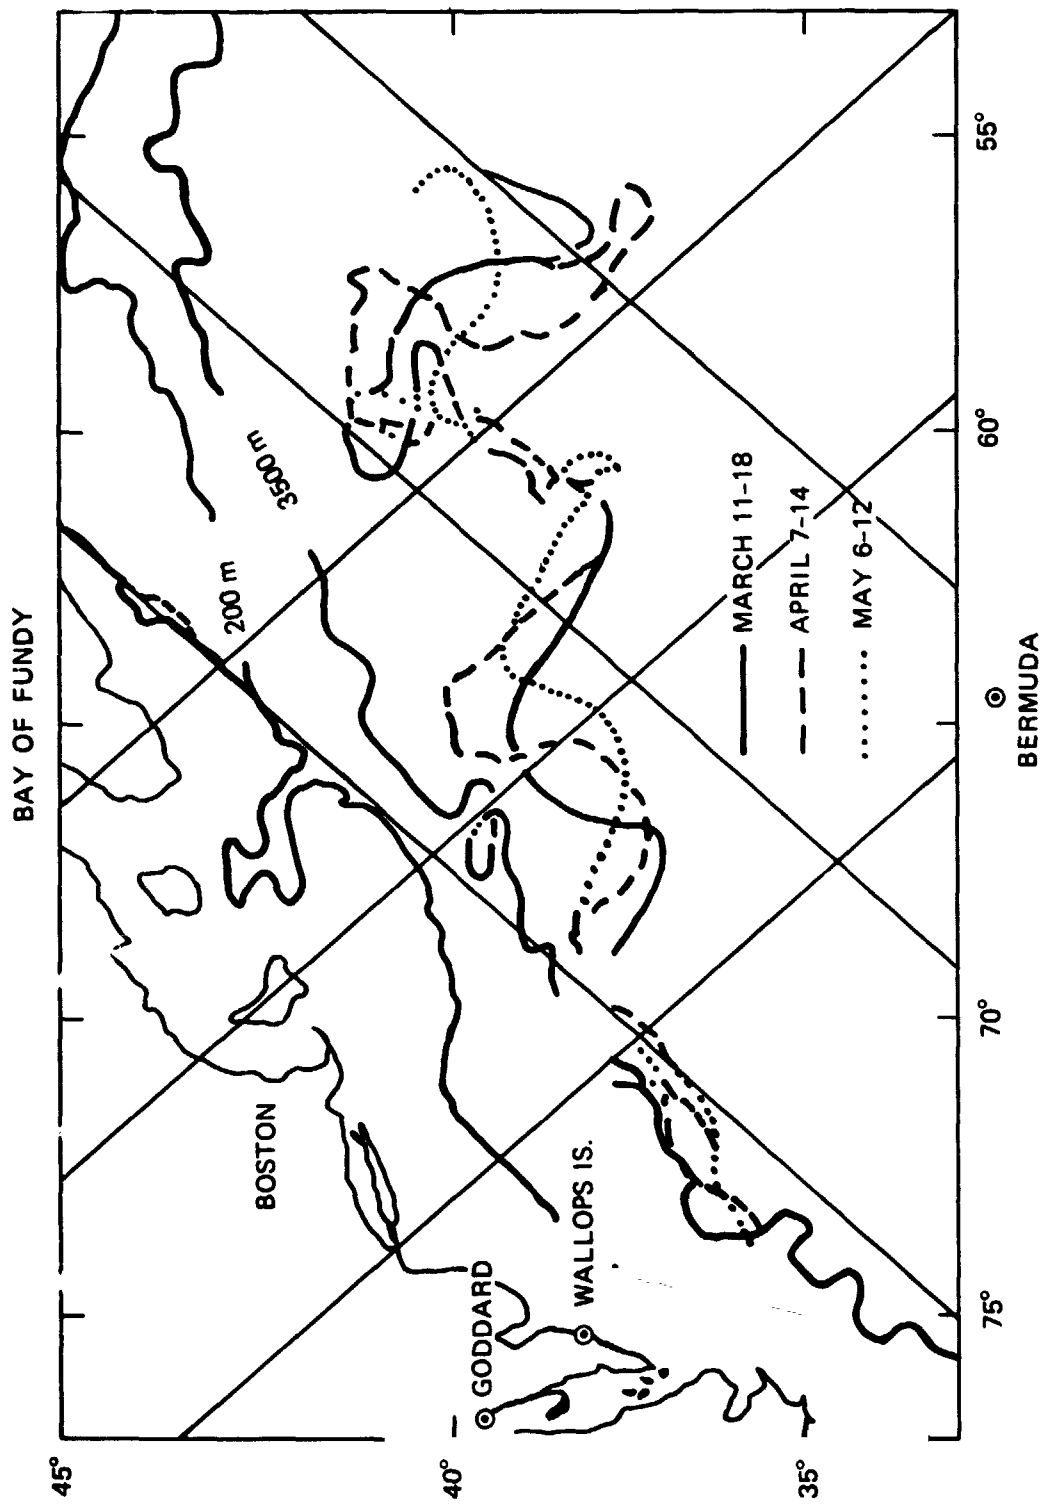 BAY OF FUNDY
45°
40°
35°
3500 m
200 m
BOSTON
GODDARD
WALLOPS IS.
MARCH 11-18
APRIL 7-14
MAY 6-12
75°
70°
60°
55°
BERMUDA